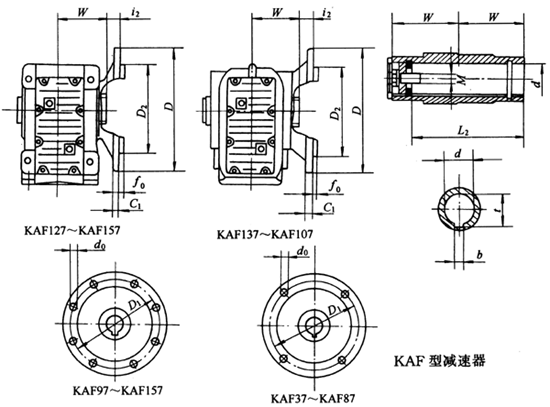 W i₂
D₂ D
f₀
C₁
KAF127～KAF157
W i₂
D₂ D
f₀
C₁
KAF137～KAF107
W W
M d
L₂
d
t
b
d₀
D₁
KAF97～KAF157
d₀
D₁
KAF37～KAF87
KAF 型减速器